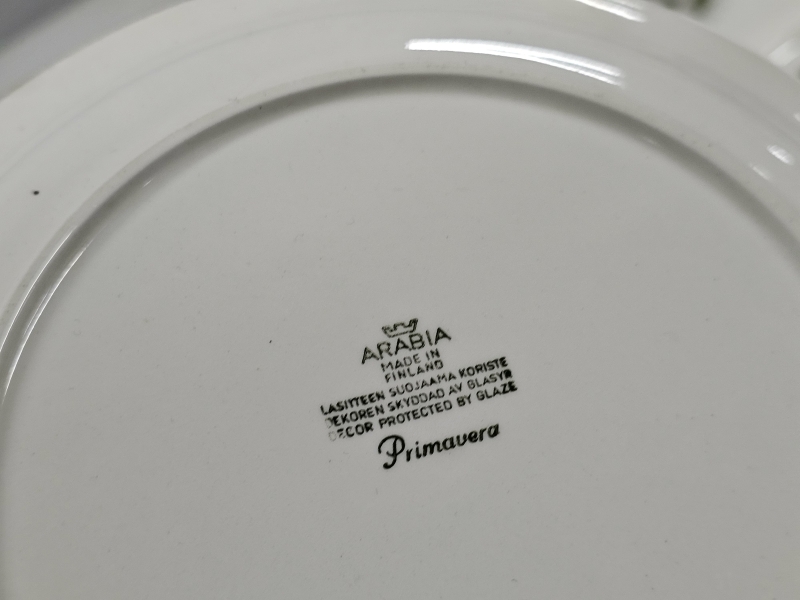 ARABIA
MADE IN
FINLAND
LASITTEEN SUOJAAMA KORISTE
DEKOREN SKYDDAD AV GLASYR
DECOR PROTECTED BY GLAZE
Primavera